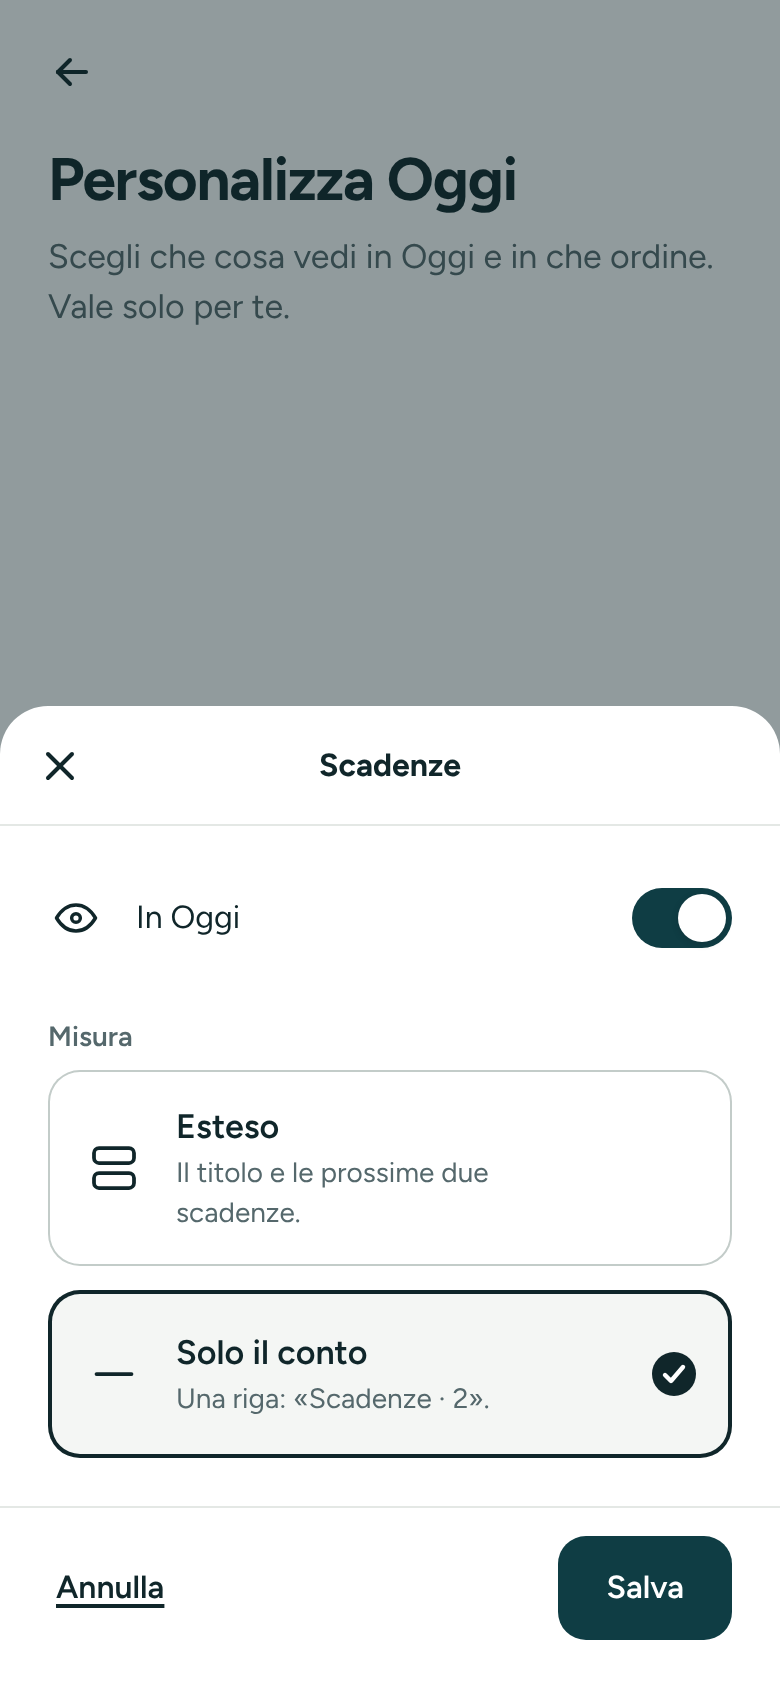 Personalizza Oggi
Scegli che cosa vedi in Oggi e in che ordine.
Vale solo per te.
Scadenze
In Oggi
Misura
Esteso
Il titolo e le prossime due
scadenze.
Solo il conto
Una riga: «Scadenze · 2».
Annulla
Salva